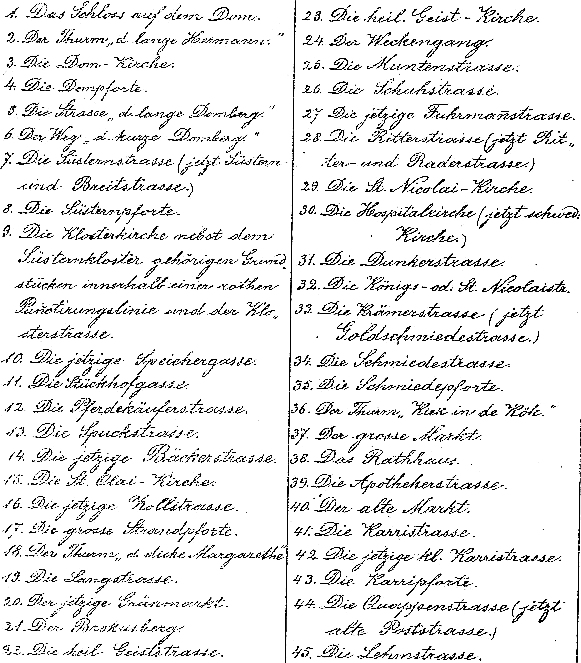 1. Das Schloss auf dem Dom.
2. Der Thurm „d. lange Hermann."
3. Die Dom-Kirche.
4. Die Dompforte.
5. Die Strasse „d. lange Domberg."
6. Der Weg „d. kurze Domberg."
7. Die Süsternstrasse (jetzt Süstern-
und Breitstrasse.)
8. Die Süsternpforte.
9. Die Klosterkirche nebst dem
Süsternkloster gehörigen Grund-
stücken innerhalb einer rothen
Punctirungslinie und der Klo„
sterstrasse.
10. Die jetzige Speichergasse.
11. Die Stückhofgasse.
12. Die Pferdekäuferstrasse.
13. Die Spuckstrasse.
14. Die jetzige Bäckerstrasse.
15. Die St. Olai-Kirche.
16. Die jetzige Kollstrasse.
17. Die grosse Strandpforte.
18. Der Thurm „d. dicke Margarethe"
19. Die Langstrasse.
20. Der jetzige Grünmarkt.
21. Der Brokusberg.
22. Die heil. Geiststrasse.
23. Die heil. Geist-Kirche.
24. Der Weckengang.
25. Die Muntenstrasse.
26. Die Schuhstrasse.
27. Die jetzige Fuhrmanstrasse.
28. Die Ritterstrasse (jetzt Rit„
ter- und Raderstrasse.)
29. Die St. Nicolai-Kirche.
30. Die Hospitalkirche (jetzt schwed.
Kirche.)
31. Die Dunkerstrasse.
32. Die Königs- od. St. Nicolaistr.
33. Die Krämerstrasse (jetzt
Goldschmiedestrasse.)
34. Die Schmiedestrasse.
35. Die Schmiedepforte.
36. Der Thurm „Kiek in de Kök."
37. Der grosse Markt.
38. Das Rathhaus.
39. Die Apothekerstrasse.
40. Der alte Markt.
41. Die Karristrasse.
42. Die jetzige kl. Karristrasse.
43. Die Karripforte.
44. Die Quappenstrasse (jetzt
alte Poststrasse.)
45. Die Lehmstrasse.